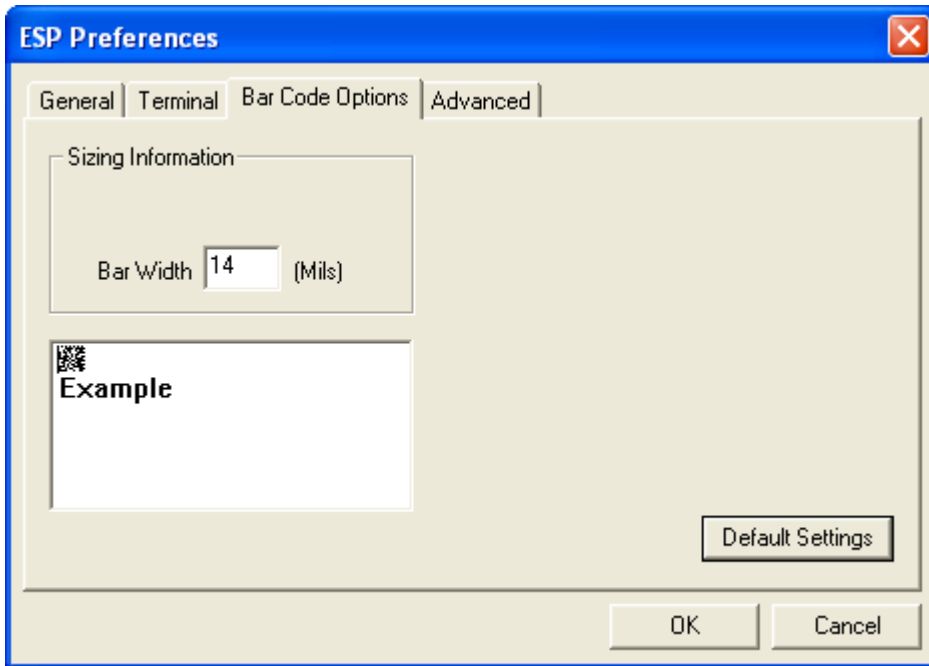 ESP Preferences
General Terminal Bar Code Options Advanced
Sizing Information
Bar Width 14 (Mils)
Example
Default Settings
OK Cancel